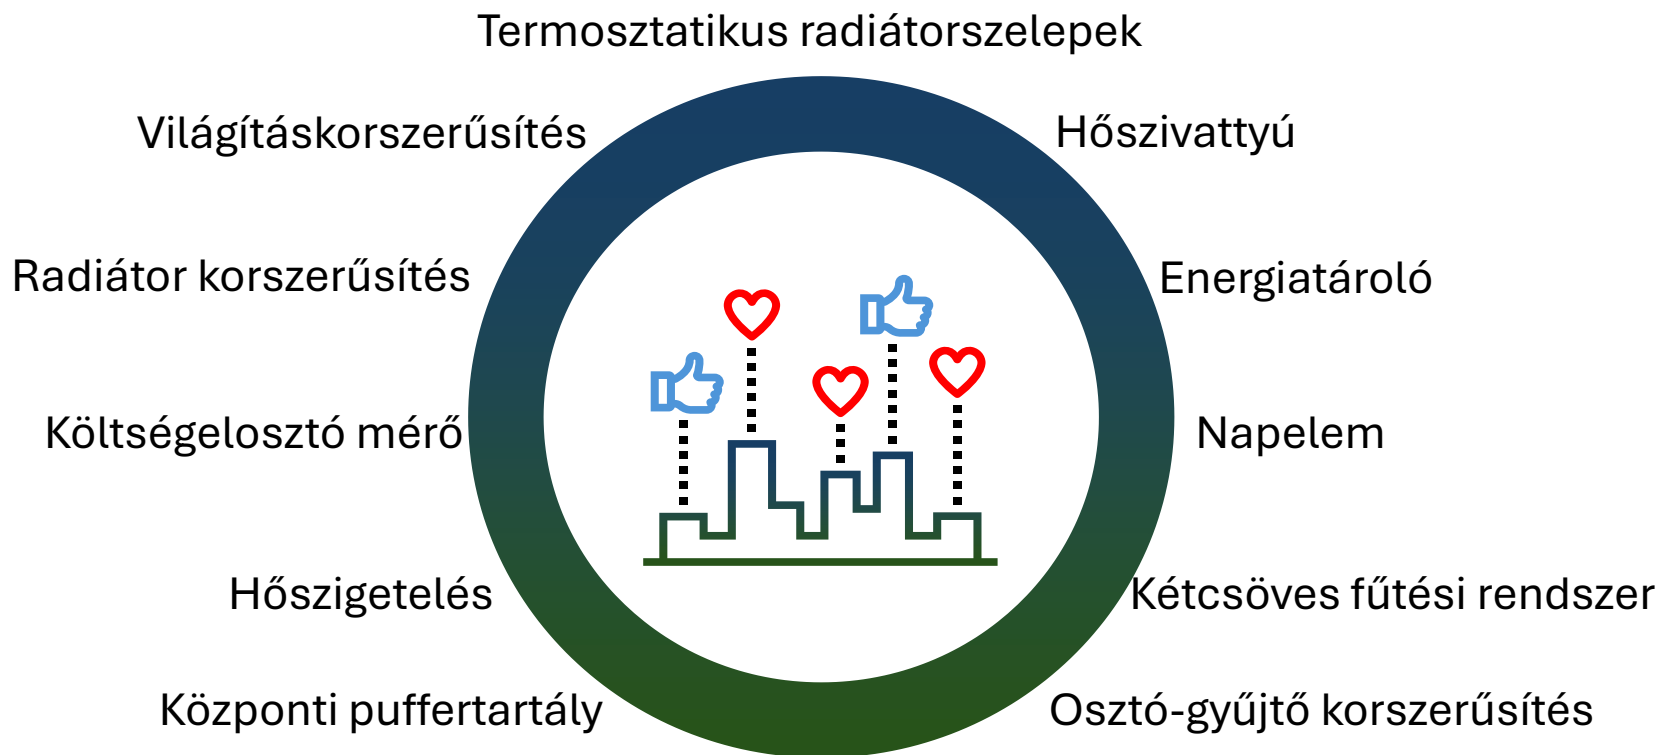 Termosztatikus radiátorszelepek
Világításkorszerűsítés
Hőszivattyú
Radiátor korszerűsítés
Energiatároló
Költségelosztó mérő
Napelem
Hőszigetelés
Kétcsöves fűtési rendszer
Központi puffertartály
Osztó-gyűjtő korszerűsítés